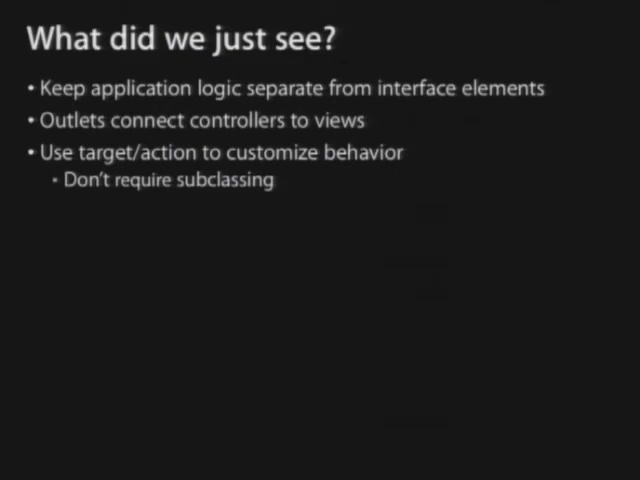 What did we just see?
• Keep application logic separate from interface elements
• Outlets connect controllers to views
• Use target/action to customize behavior
▪ Don't require subclassing